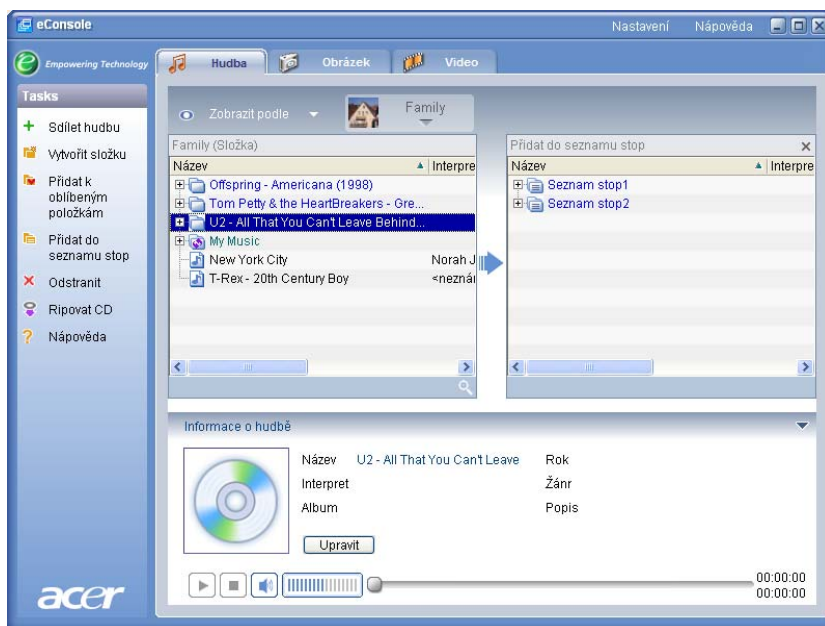 eConsole
Nastavení Nápověda
Empowering Technology
Hudba Obrázek Video
Tasks
Sdílet hudbu
Vytvořit složku
Přidat k
oblíbeným
položkám
Přidat do
seznamu stop
Odstranit
Ripovat CD
Nápověda
Zobrazit podle
Family
Family (Složka)
Název Interpre
Offspring - Americana (1998)
Tom Petty & the HeartBreakers - Gre...
U2 - All That You Can't Leave Behind...
My Music
New York City Norah J
T-Rex - 20th Century Boy <neznár
Přidat do seznamu stop
Název Interpre
Seznam stop1
Seznam stop2
Informace o hudbě
Název U2 - All That You Can't Leave Rok
Interpret Žánr
Album Popis
Upravit
00:00:00
00:00:00
acer